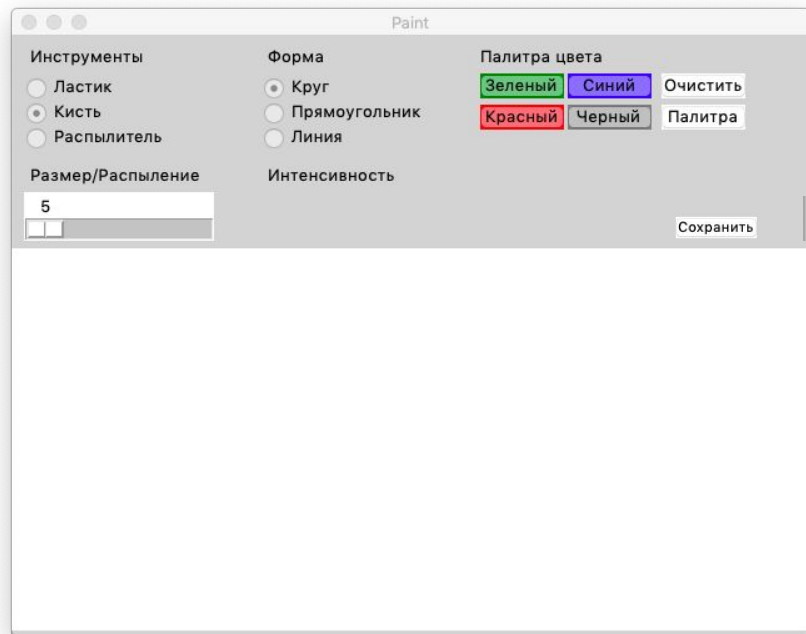 Paint
Инструменты
Ластик
Кисть
Распылитель
Форма
Круг
Прямоугольник
Линия
Палитра цвета
Зеленый Синий Очистить
Красный Черный Палитра
Размер/Распыление
5
Интенсивность
Сохранить